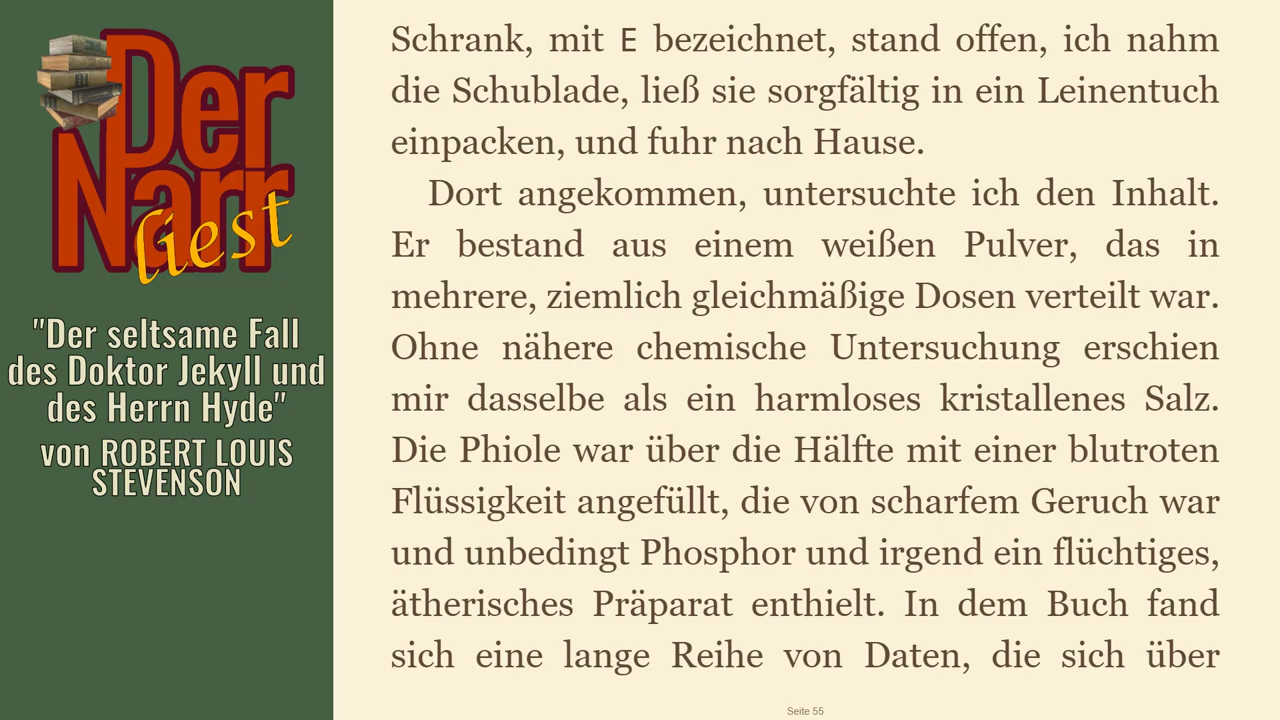 Der
Narr
liest
"Der seltsame Fall
des Doktor Jekyll und
des Herrn Hyde"
von ROBERT LOUIS
STEVENSON
Schrank, mit E bezeichnet, stand offen, ich nahm
die Schublade, ließ sie sorgfältig in ein Leinentuch
einpacken, und fuhr nach Hause.
Dort angekommen, untersuchte ich den Inhalt.
Er bestand aus einem weißen Pulver, das in
mehrere, ziemlich gleichmäßige Dosen verteilt war.
Ohne nähere chemische Untersuchung erschien
mir dasselbe als ein harmloses kristallenes Salz.
Die Phiole war über die Hälfte mit einer blutroten
Flüssigkeit angefüllt, die von scharfem Geruch war
und unbedingt Phosphor und irgend ein flüchtiges,
ätherisches Präparat enthielt. In dem Buch fand
sich eine lange Reihe von Daten, die sich über
Seite 55